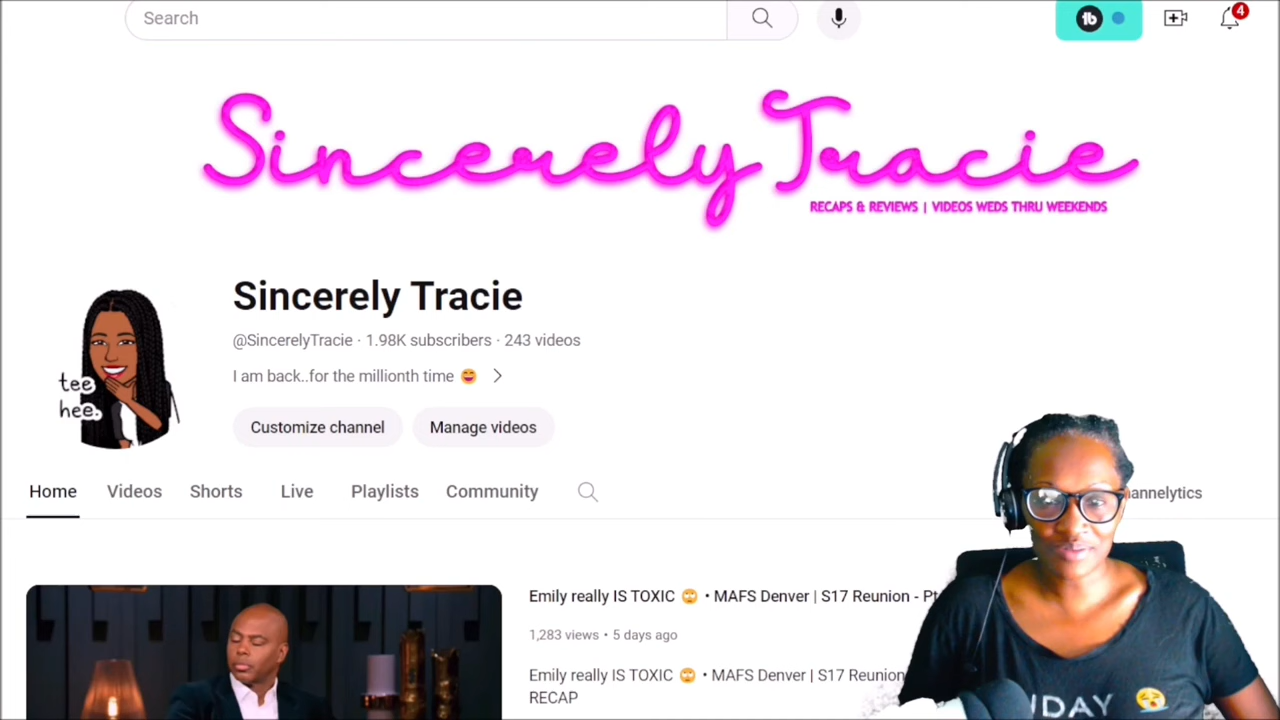 Search
4
SincerelyTracie
RECAPS & REVIEWS | VIDEOS WEDS THRU WEEKENDS
Sincerely Tracie
@SincerelyTracie · 1.98K subscribers · 243 videos
I am back..for the millionth time 😄
tee
hee.
Customize channel
Manage videos
Home
Videos
Shorts
Live
Playlists
Community
Emily really IS TOXIC 🙄 • MAFS Denver | S17 Reunion - Pt
1,283 views • 5 days ago
Emily really IS TOXIC 🙄 • MAFS Denver | S17 Reunion
RECAP